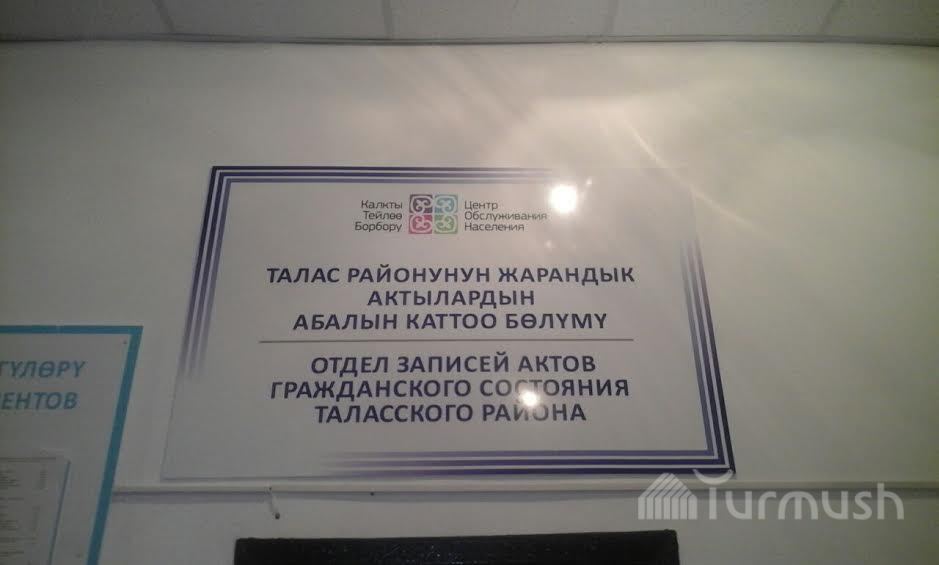 Калкты
Тейлөө
Борбору
Центр
Обслуживания
Населения
ТАЛАС РАЙОНУНУН ЖАРАНДЫК
АКТЫЛАРДЫН
АБАЛЫН КАТТОО БӨЛҮМҮ
ОТДЕЛ ЗАПИСЕЙ АКТОВ
ГРАЖДАНСКОГО СОСТОЯНИЯ
ТАЛАССКОГО РАЙОНА
ГҮЛӨРҮ
ЕНТОВ
Turmush